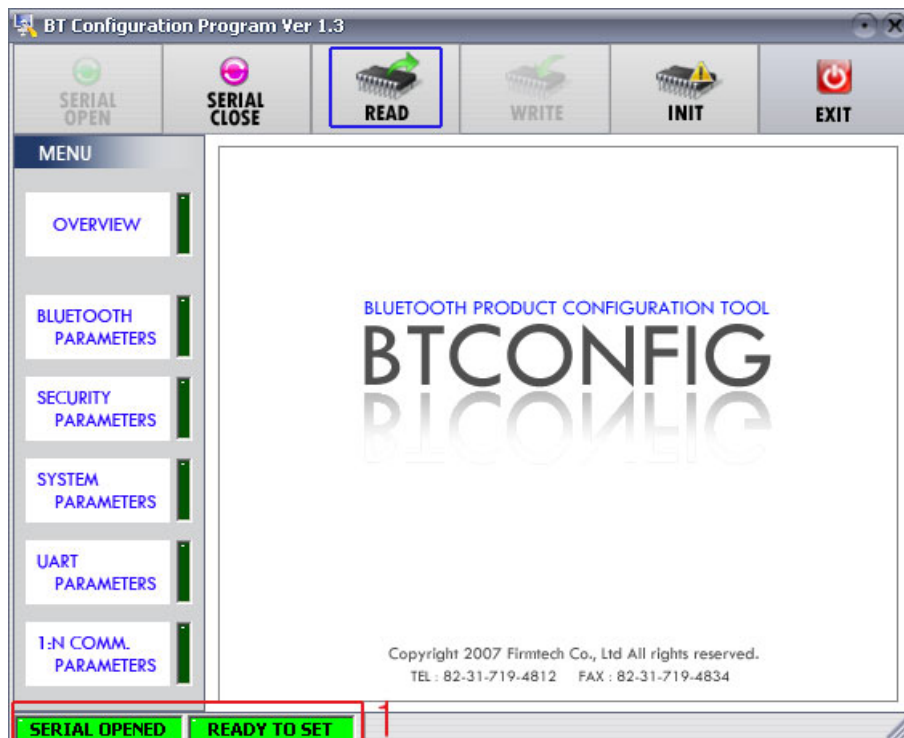 BT Configuration Program Ver 1.3
SERIAL
OPEN
SERIAL
CLOSE
READ
WRITE
INIT
EXIT
MENU
OVERVIEW
BLUETOOTH
PARAMETERS
SECURITY
PARAMETERS
SYSTEM
PARAMETERS
UART
PARAMETERS
1:N COMM.
PARAMETERS
BLUETOOTH PRODUCT CONFIGURATION TOOL
BTCONFIG
Copyright 2007 Firmtech Co., Ltd All rights reserved.
TEL : 82-31-719-4812 FAX : 82-31-719-4834
SERIAL OPENED READY TO SET 1